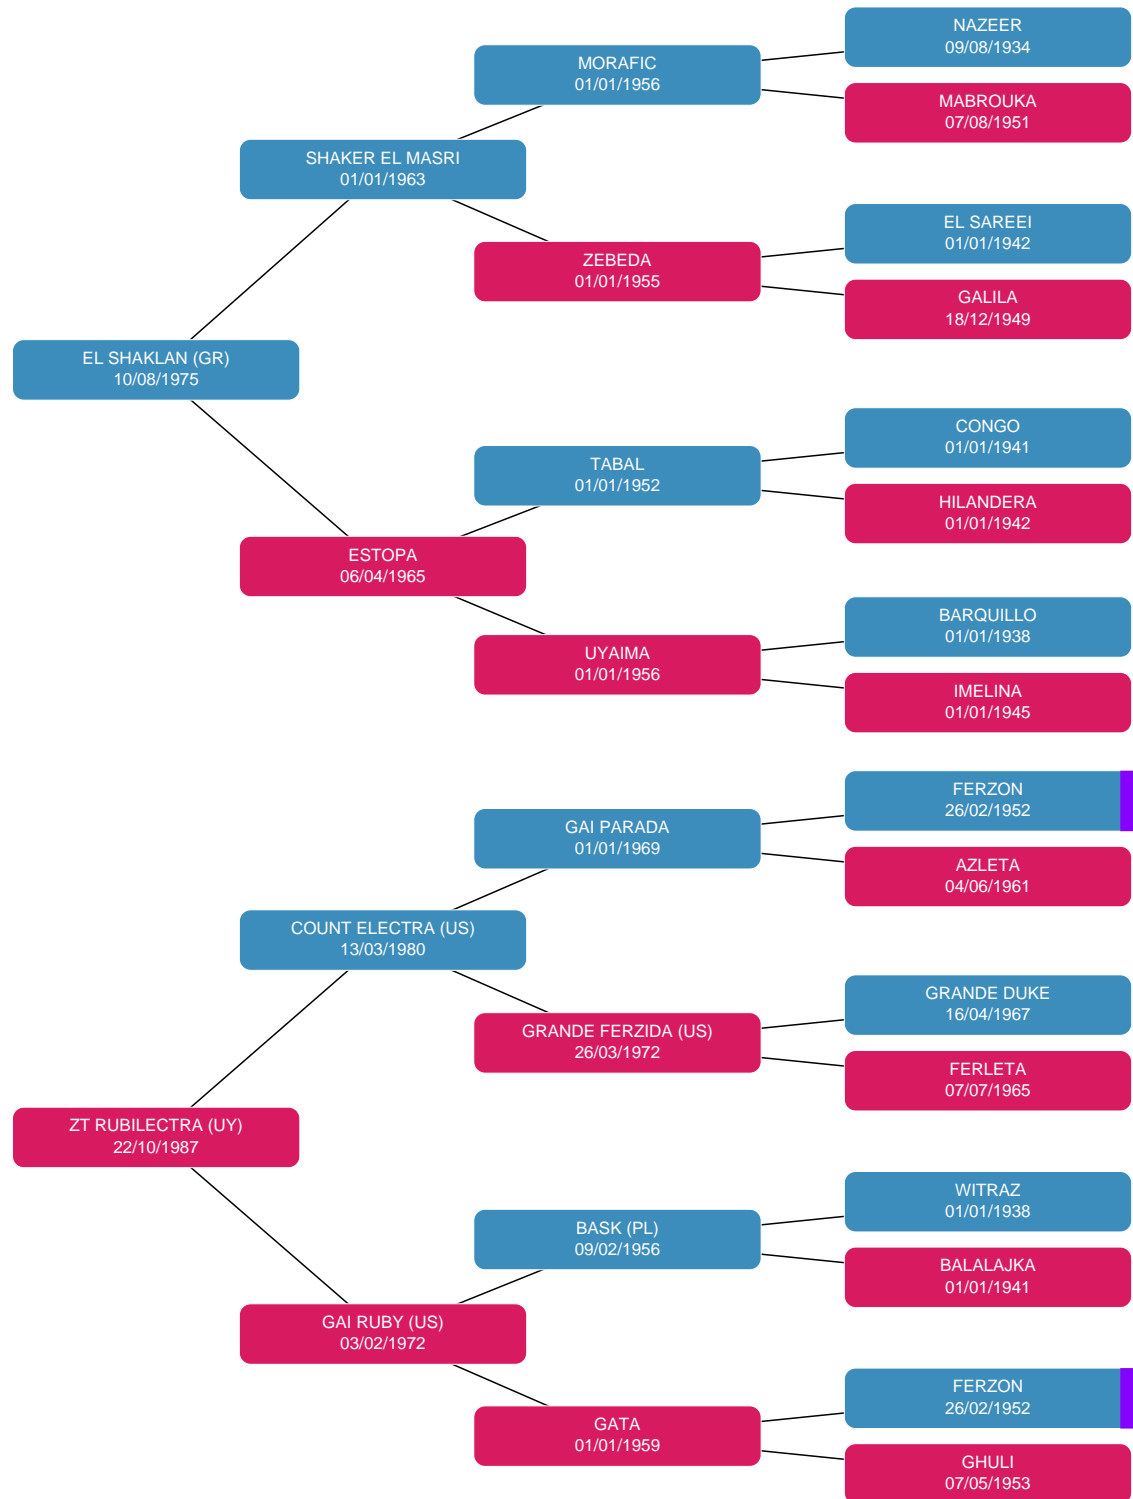 NAZEER
09/08/1934
MORAFIC
01/01/1956
MABROUKA
07/08/1951
SHAKER EL MASRI
01/01/1963
EL SAREEI
01/01/1942
ZEBEDA
01/01/1955
GALILA
18/12/1949
EL SHAKLAN (GR)
10/08/1975
CONGO
01/01/1941
TABAL
01/01/1952
HILANDERA
01/01/1942
ESTOPA
06/04/1965
BARQUILLO
01/01/1938
UYAIMA
01/01/1956
IMELINA
01/01/1945
FERZON
26/02/1952
GAI PARADA
01/01/1969
AZLETA
04/06/1961
COUNT ELECTRA (US)
13/03/1980
GRANDE DUKE
16/04/1967
GRANDE FERZIDA (US)
26/03/1972
FERLETA
07/07/1965
ZT RUBILECTRA (UY)
22/10/1987
WITRAZ
01/01/1938
BASK (PL)
09/02/1956
BALALAJKA
01/01/1941
GAI RUBY (US)
03/02/1972
FERZON
26/02/1952
GATA
01/01/1959
GHULI
07/05/1953